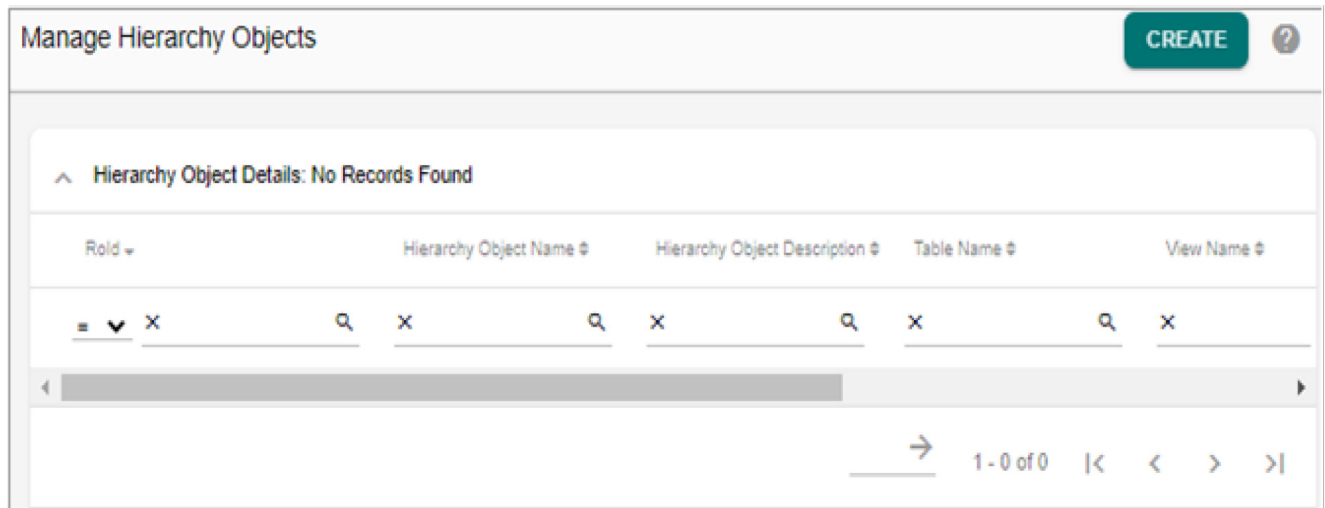 Manage Hierarchy Objects CREATE ?
Hierarchy Object Details: No Records Found
RoId Hierarchy Object Name Hierarchy Object Description Table Name View Name
=
1 - 0 of 0